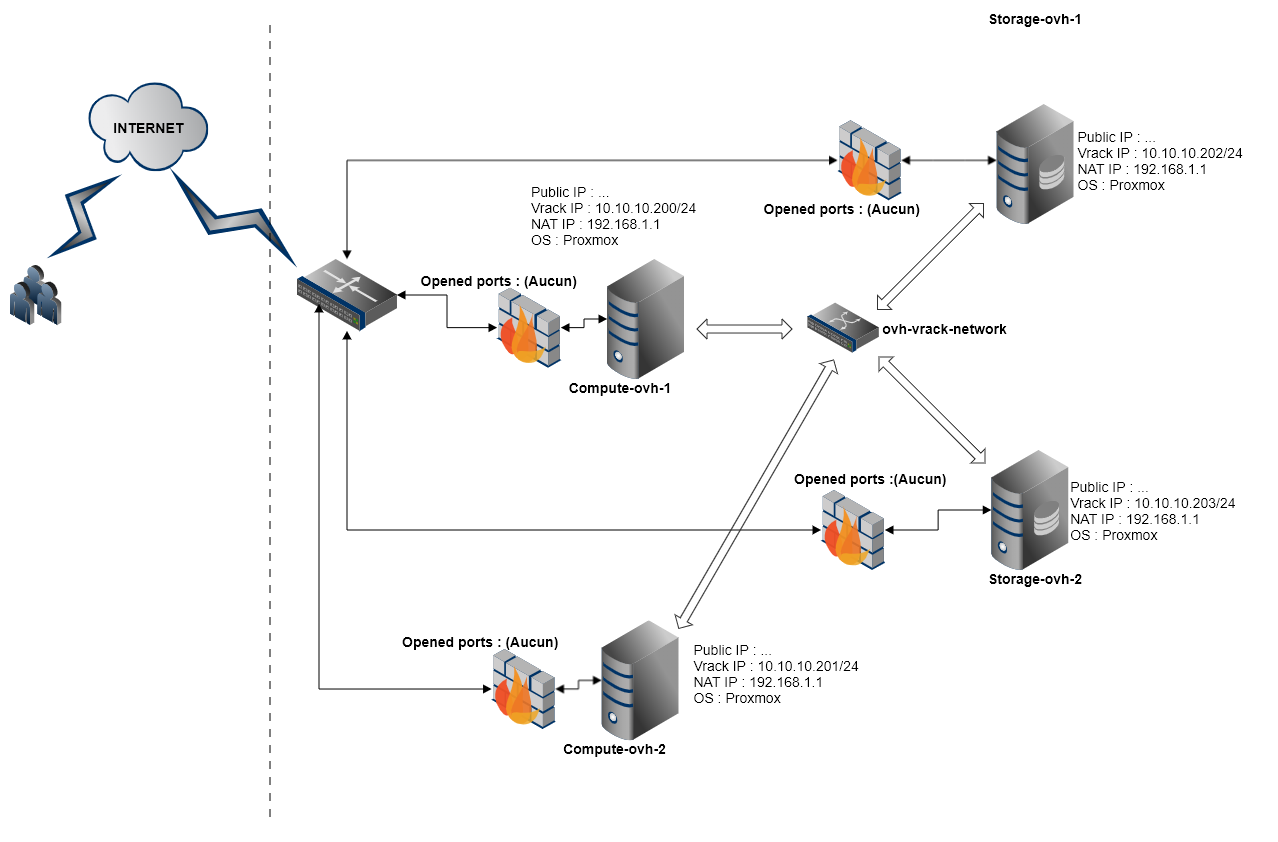 Storage-ovh-1
INTERNET
Public IP : ...
Vrack IP : 10.10.10.202/24
NAT IP : 192.168.1.1
OS : Proxmox
Opened ports : (Aucun)
Public IP : ...
Vrack IP : 10.10.10.200/24
NAT IP : 192.168.1.1
OS : Proxmox
Opened ports : (Aucun)
ovh-vrack-network
Compute-ovh-1
Opened ports :(Aucun)
Public IP : ...
Vrack IP : 10.10.10.203/24
NAT IP : 192.168.1.1
OS : Proxmox
Storage-ovh-2
Opened ports : (Aucun)
Public IP : ...
Vrack IP : 10.10.10.201/24
NAT IP : 192.168.1.1
OS : Proxmox
Compute-ovh-2